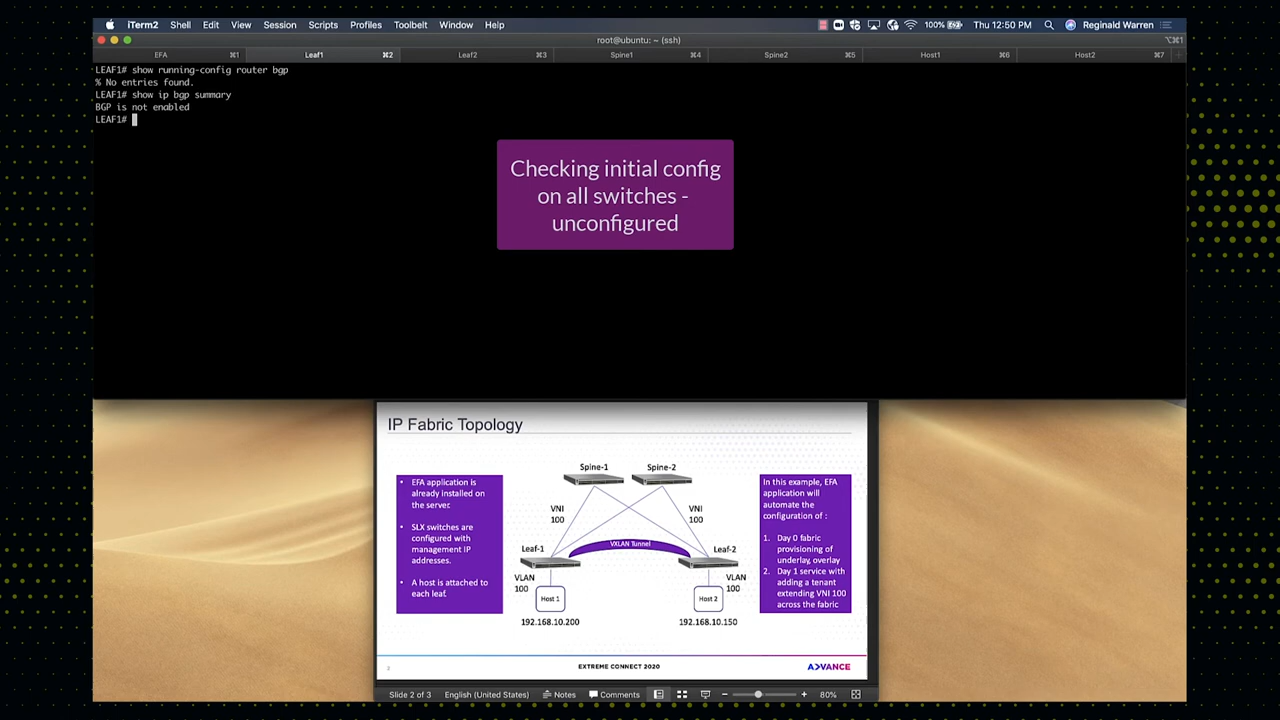 iTerm2 Shell Edit View Session Scripts Profiles Toolbelt Window Help 100% Thu 12:50 PM Reginald Warren
root@ubuntu: ~ (ssh) ⌥⌘1
EFA ⌘1 Leaf1 ⌘2 Leaf2 ⌘3 Spine1 ⌘4 Spine2 ⌘5 Host1 ⌘6 Host2 ⌘7
LEAF1# show running-config router bgp
% No entries found.
LEAF1# show ip bgp summary
BGP is not enabled
LEAF1#
Checking initial config
on all switches -
unconfigured
IP Fabric Topology
• EFA application is
already installed on
the server.
• SLX switches are
configured with
management IP
addresses.
• A host is attached to
each leaf.
Spine-1 Spine-2
VNI
100
VNI
100
Leaf-1 VXLAN Tunnel Leaf-2
VLAN
100
VLAN
100
Host 1 Host 2
192.168.10.200 192.168.10.150
In this example, EFA
application will
automate the
configuration of :
1. Day 0 fabric
provisioning of
underlay, overlay
2. Day 1 service with
adding a tenant
extending VNI 100
across the fabric
2 EXTREME CONNECT 2020 ADVANCE
Slide 2 of 3 English (United States) Notes Comments 80%